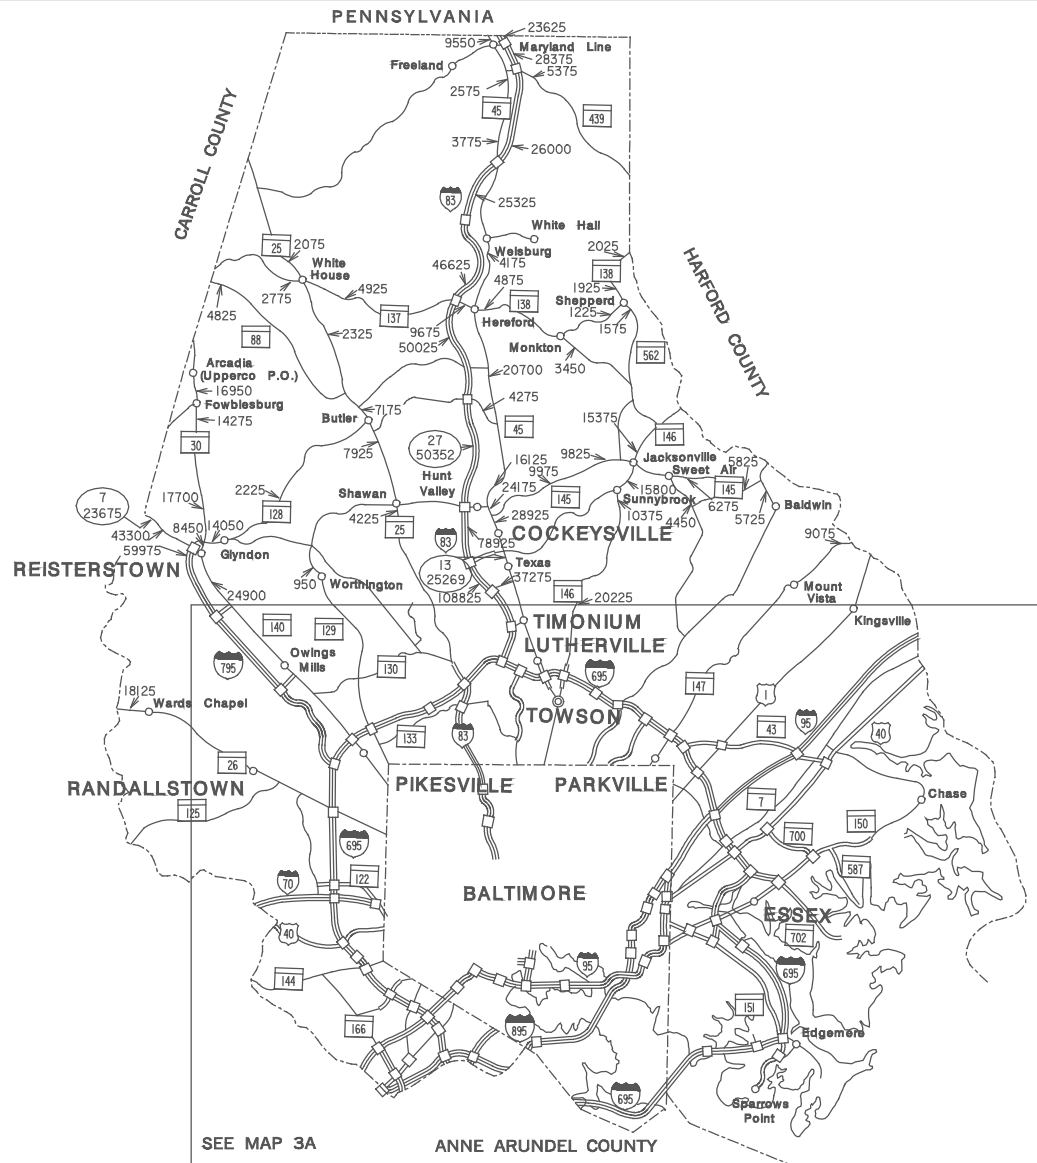 PENNSYLVANIA
23625
9550
Maryland Line
28375
Freeland
5375
2575
45
439
CARROLL COUNTY
3775
26000
83
25325
White Hall
25
2075
2025
Welsburg
4175
HARFORD COUNTY
White
House
46625
138
4875
1925
2775
4925
138
Shepperd
4825
137
9675
Hereford
1225
1575
2325
50025
88
Monkton
562
3450
Arcadia
(Upperco P.O.)
20700
16950
4275
Fowblesburg
7175
15375
14275
Butler
45
146
30
27
50352
7925
16125
9825
Jacksonville
5825
9975
Sweet Air
Hunt
Valley
24175
15800
145
7
23675
17700
2225
Shawan
145
Sunnybrook
6275
Baldwin
128
4225
28925
10375
4450
5725
8450
14050
25
43300
COCKEYSVILLE
9075
83
78925
59975
Glyndon
13
25269
Texas
REISTERSTOWN
37275
950
Worthington
108825
146
20225
Mount
Vista
24900
TIMONIUM
Kingsville
140
129
LUTHERVILLE
Owings
Mills
795
130
695
147
1
18125
Wards Chapel
TOWSON
95
43
40
133
83
26
RANDALLSTOWN
PIKESVILLE
PARKVILLE
Chase
125
7
150
700
695
587
70
122
BALTIMORE
ESSEX
40
702
95
695
144
151
166
895
Edgemere
695
Sparrows
Point
SEE MAP 3A
ANNE ARUNDEL COUNTY